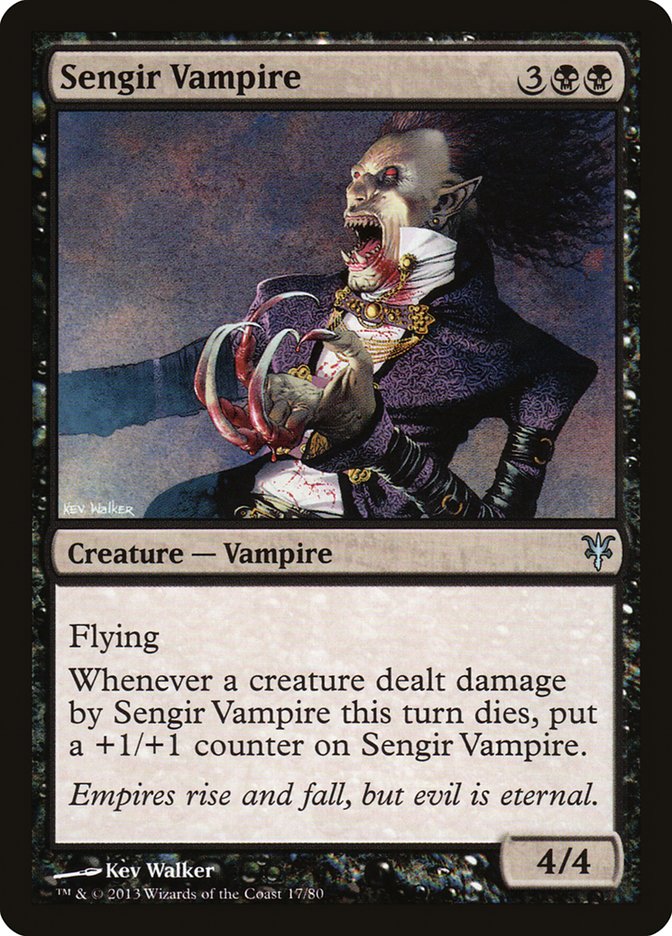 Sengir Vampire 3
KEV. WALKER
Creature — Vampire
Flying
Whenever a creature dealt damage
by Sengir Vampire this turn dies, put
a +1/+1 counter on Sengir Vampire.
Empires rise and fall, but evil is eternal.
4/4
Kev Walker
™ & © 2013 Wizards of the Coast 17/80